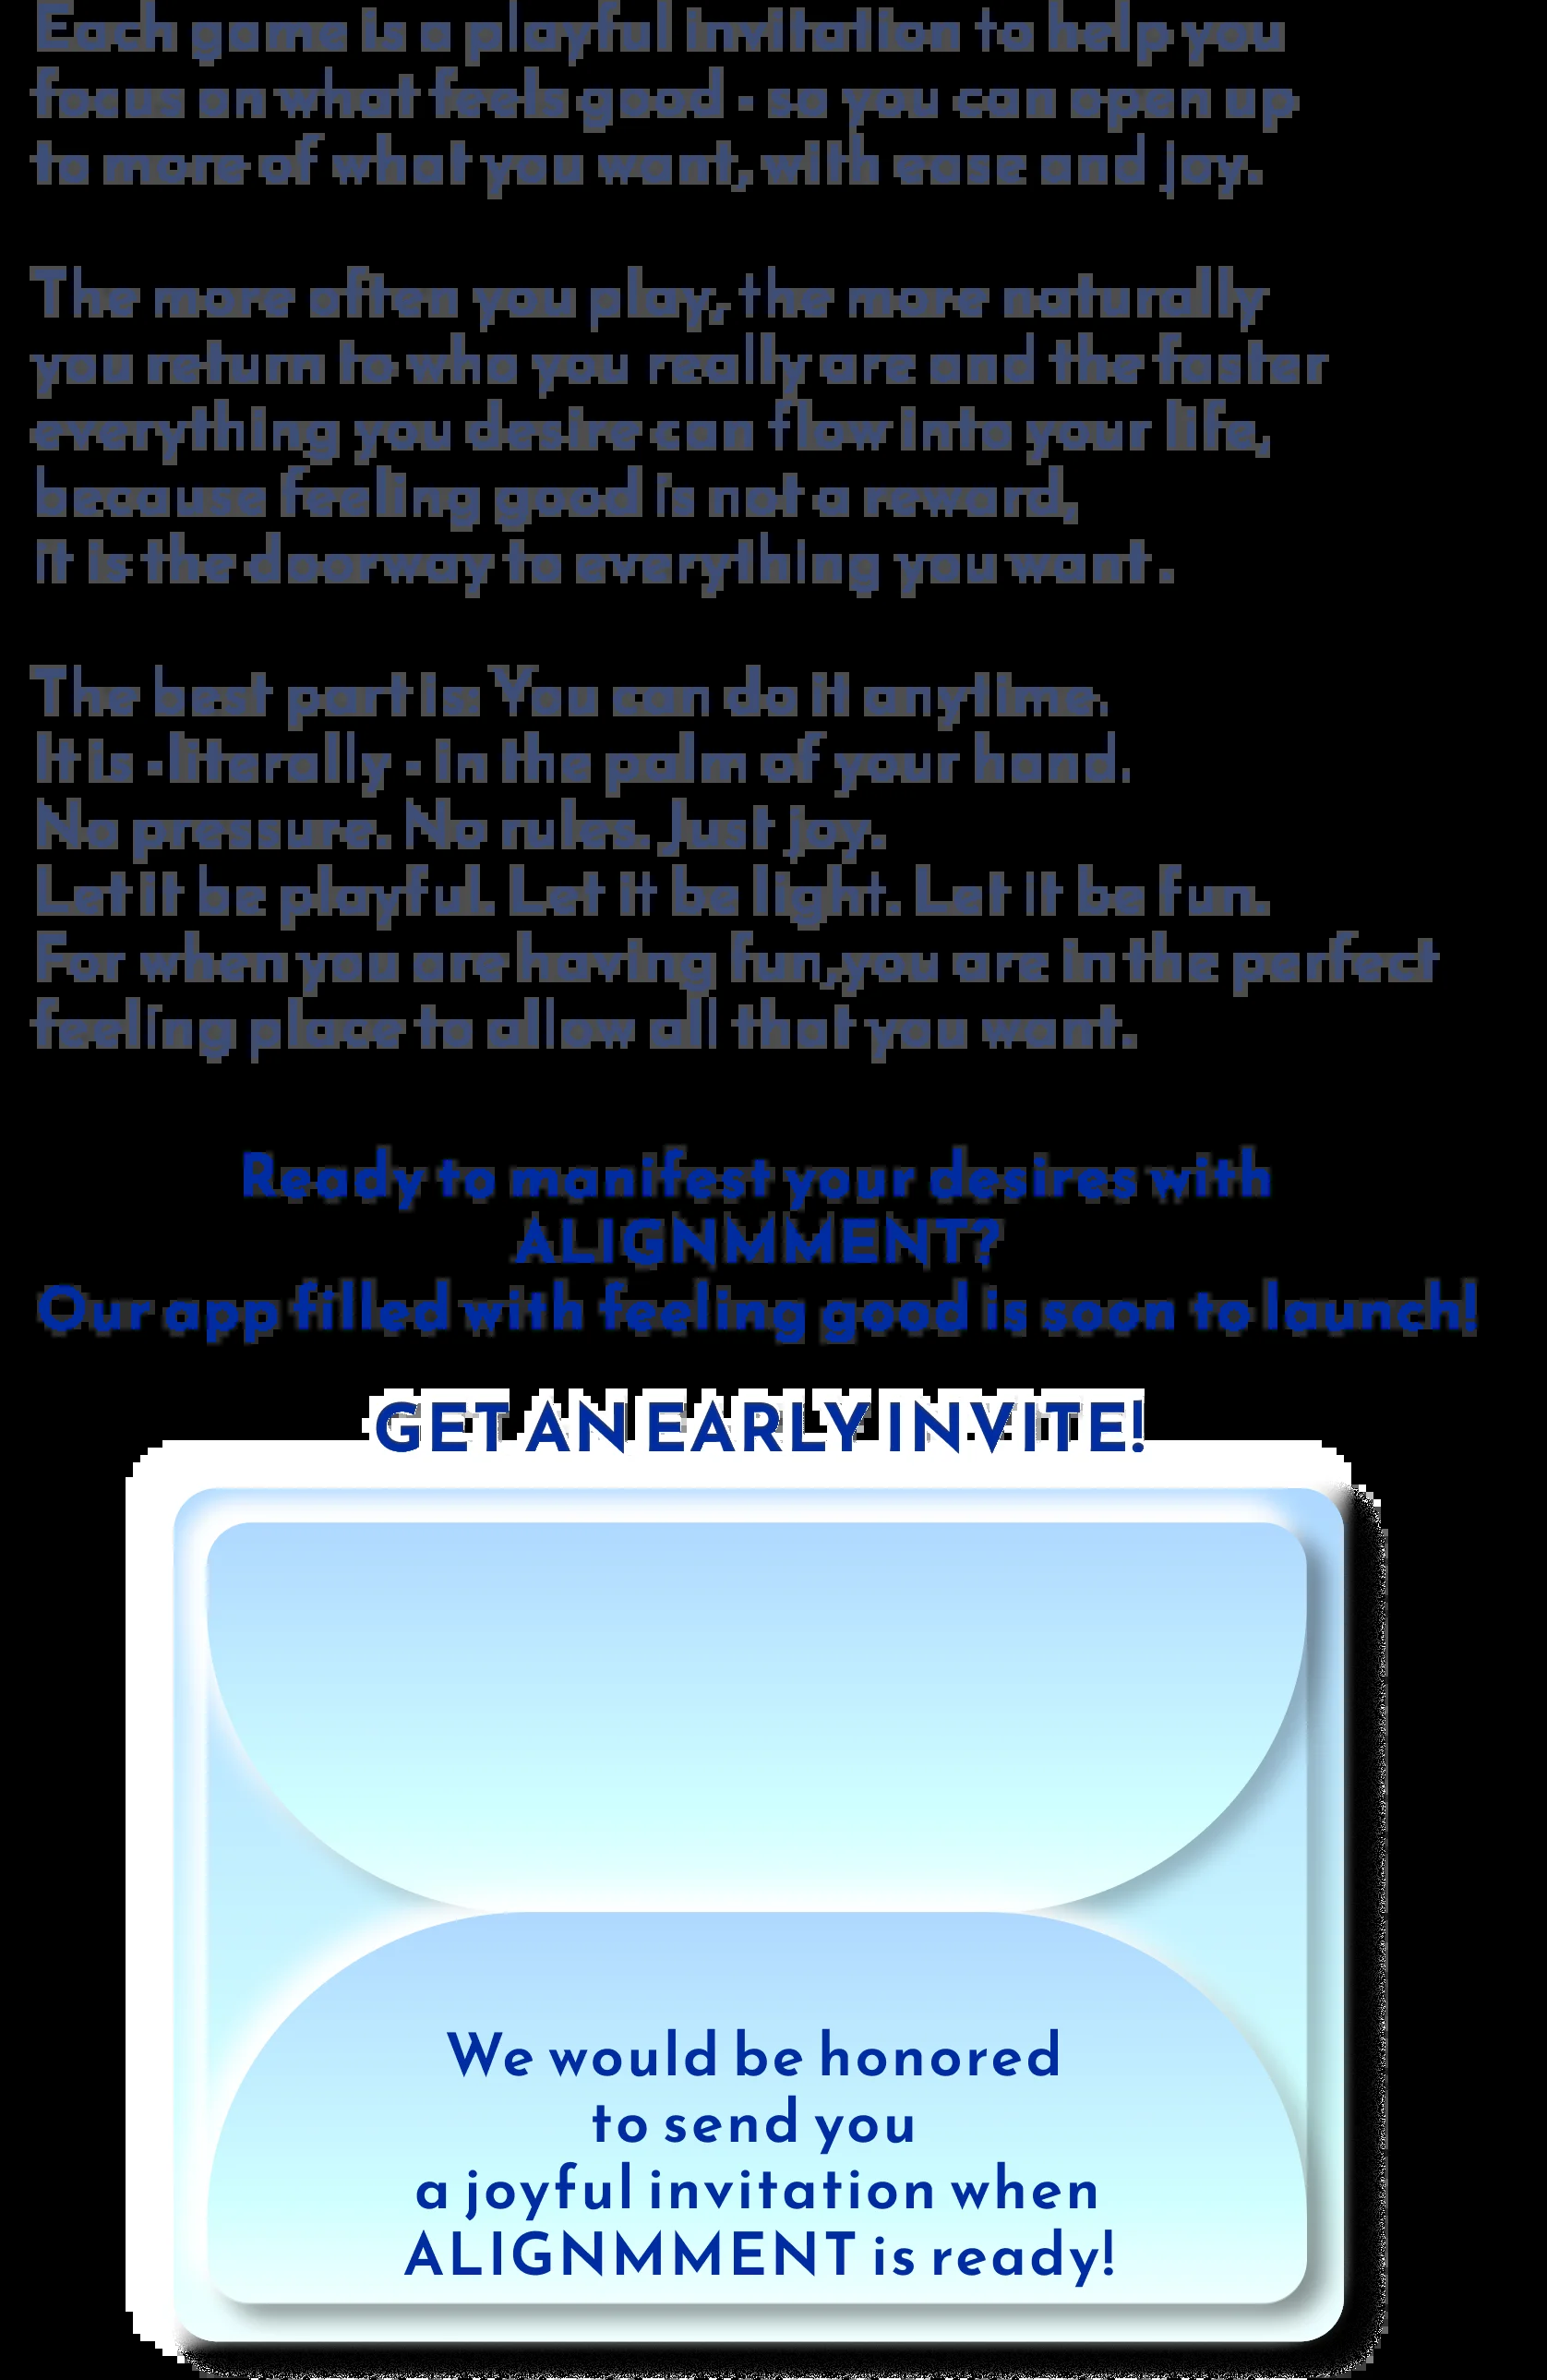 Each game is a playful invitation to help you
focus on what feels good - so you can open up
to more of what you want, with ease and joy.
The more often you play, the more naturally
you return to who you really are and the faster
everything you desire can flow into your life,
because feeling good is not a reward,
it is the doorway to everything you want.
The best part is: You can do it anytime.
It is - literally - in the palm of your hand.
No pressure. No rules. Just joy.
Let it be playful. Let it be light. Let it be fun.
For when you are having fun, you are in the perfect
feeling place to allow all that you want.
Ready to manifest your desires with
ALIGNMMENT?
Our app filled with feeling good is soon to launch!
GET AN EARLY INVITE!
We would be honored
to send you
a joyful invitation when
ALIGNMMENT is ready!